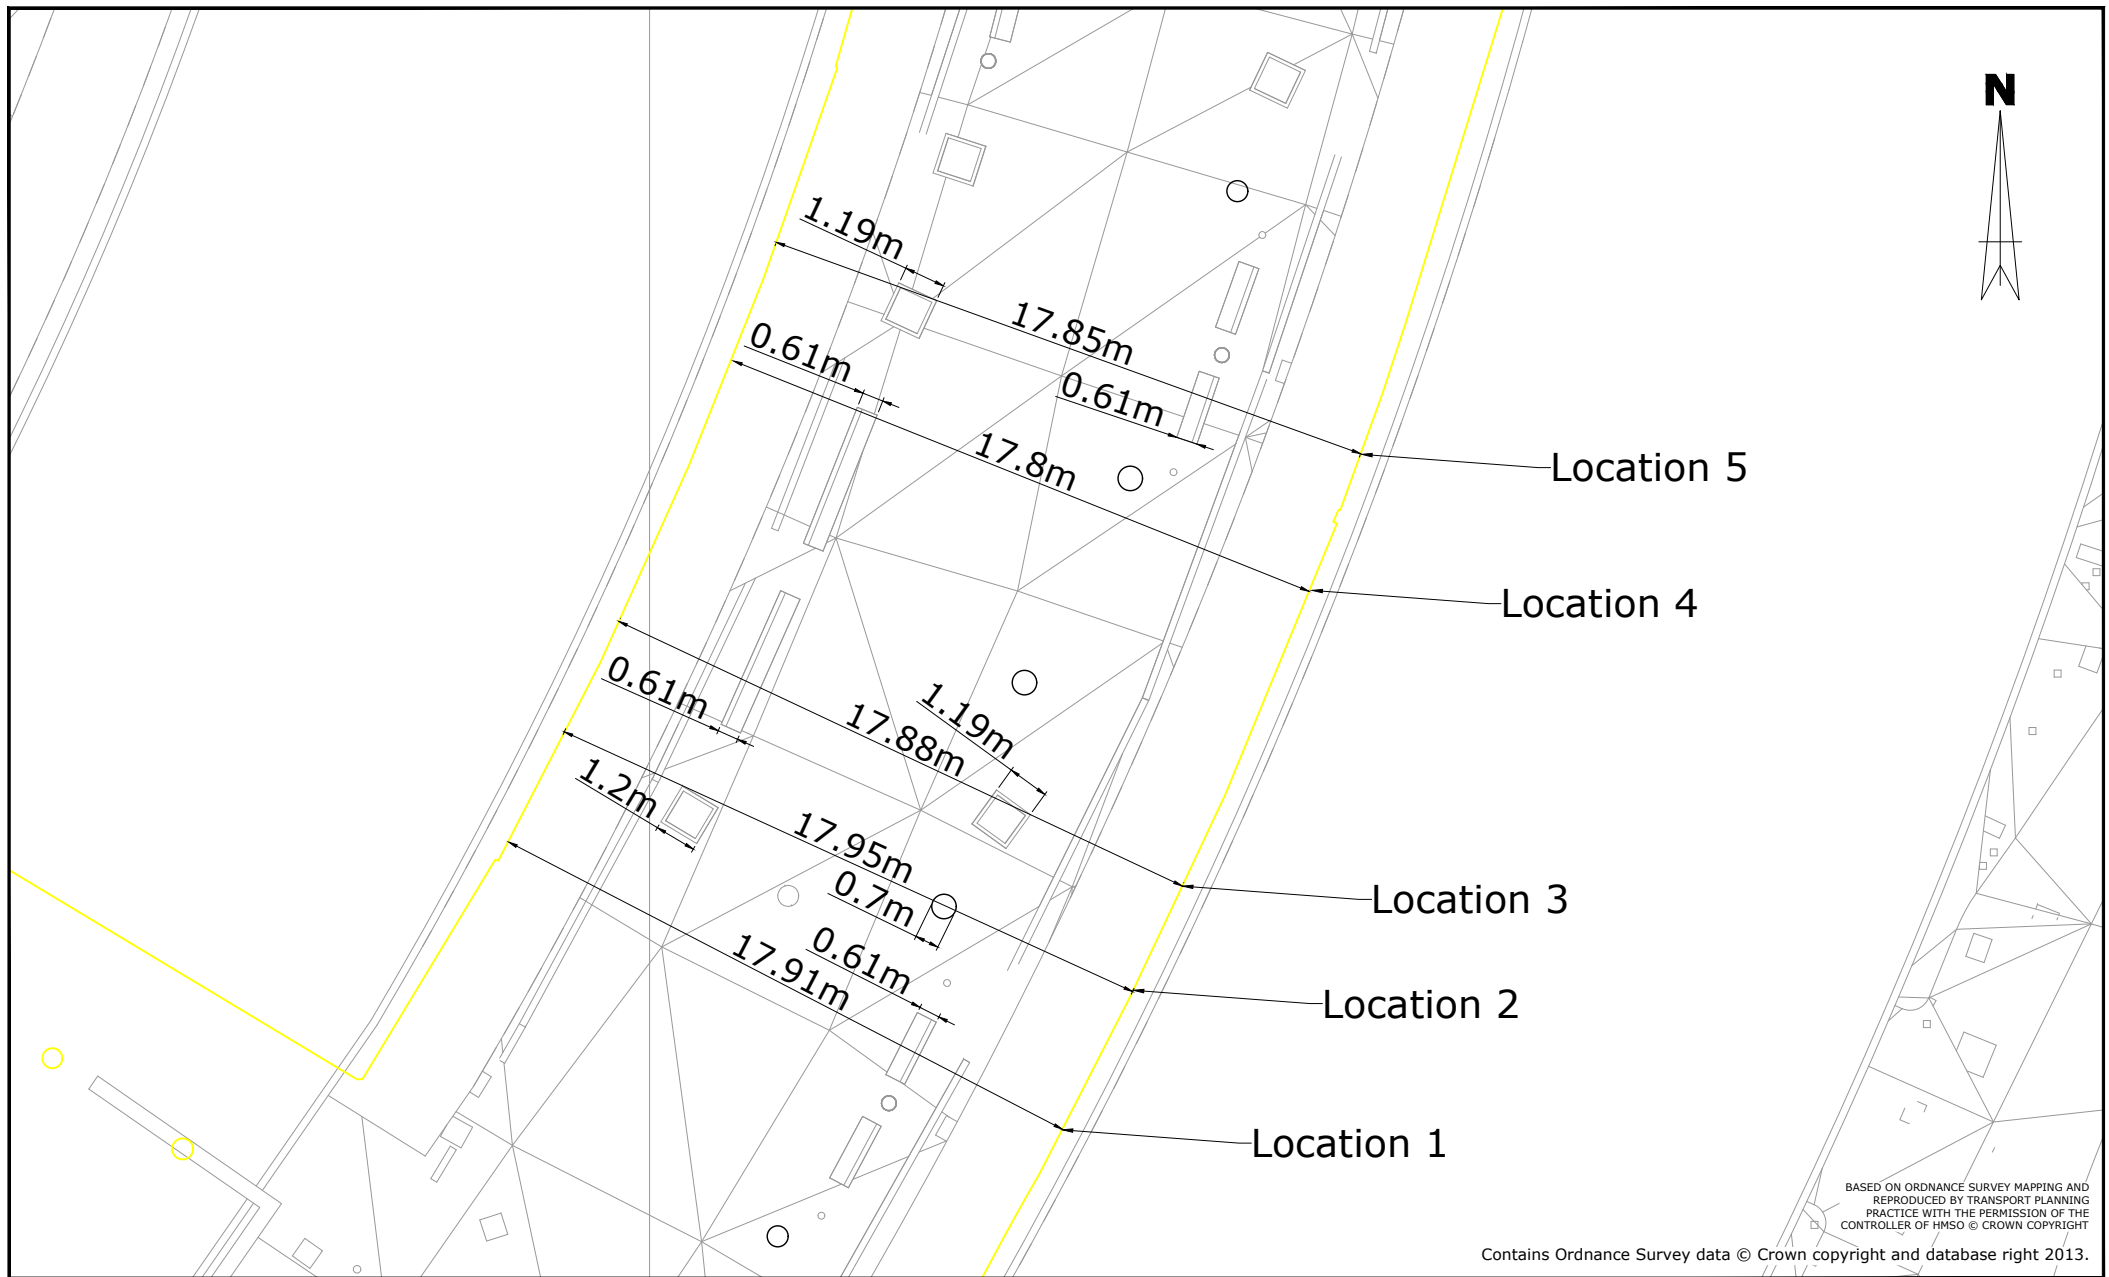 N
1.19m
17.85m
0.61m
0.61m
17.8m
Location 5
Location 4
0.61m
1.19m
17.88m
1.2m
17.95m
0.7m
Location 3
0.61m
17.91m
Location 2
Location 1
BASED ON ORDNANCE SURVEY MAPPING AND
REPRODUCED BY TRANSPORT PLANNING
PRACTICE WITH THE PERMISSION OF THE
CONTROLLER OF HMSO © CROWN COPYRIGHT
Contains Ordnance Survey data © Crown copyright and database right 2013.